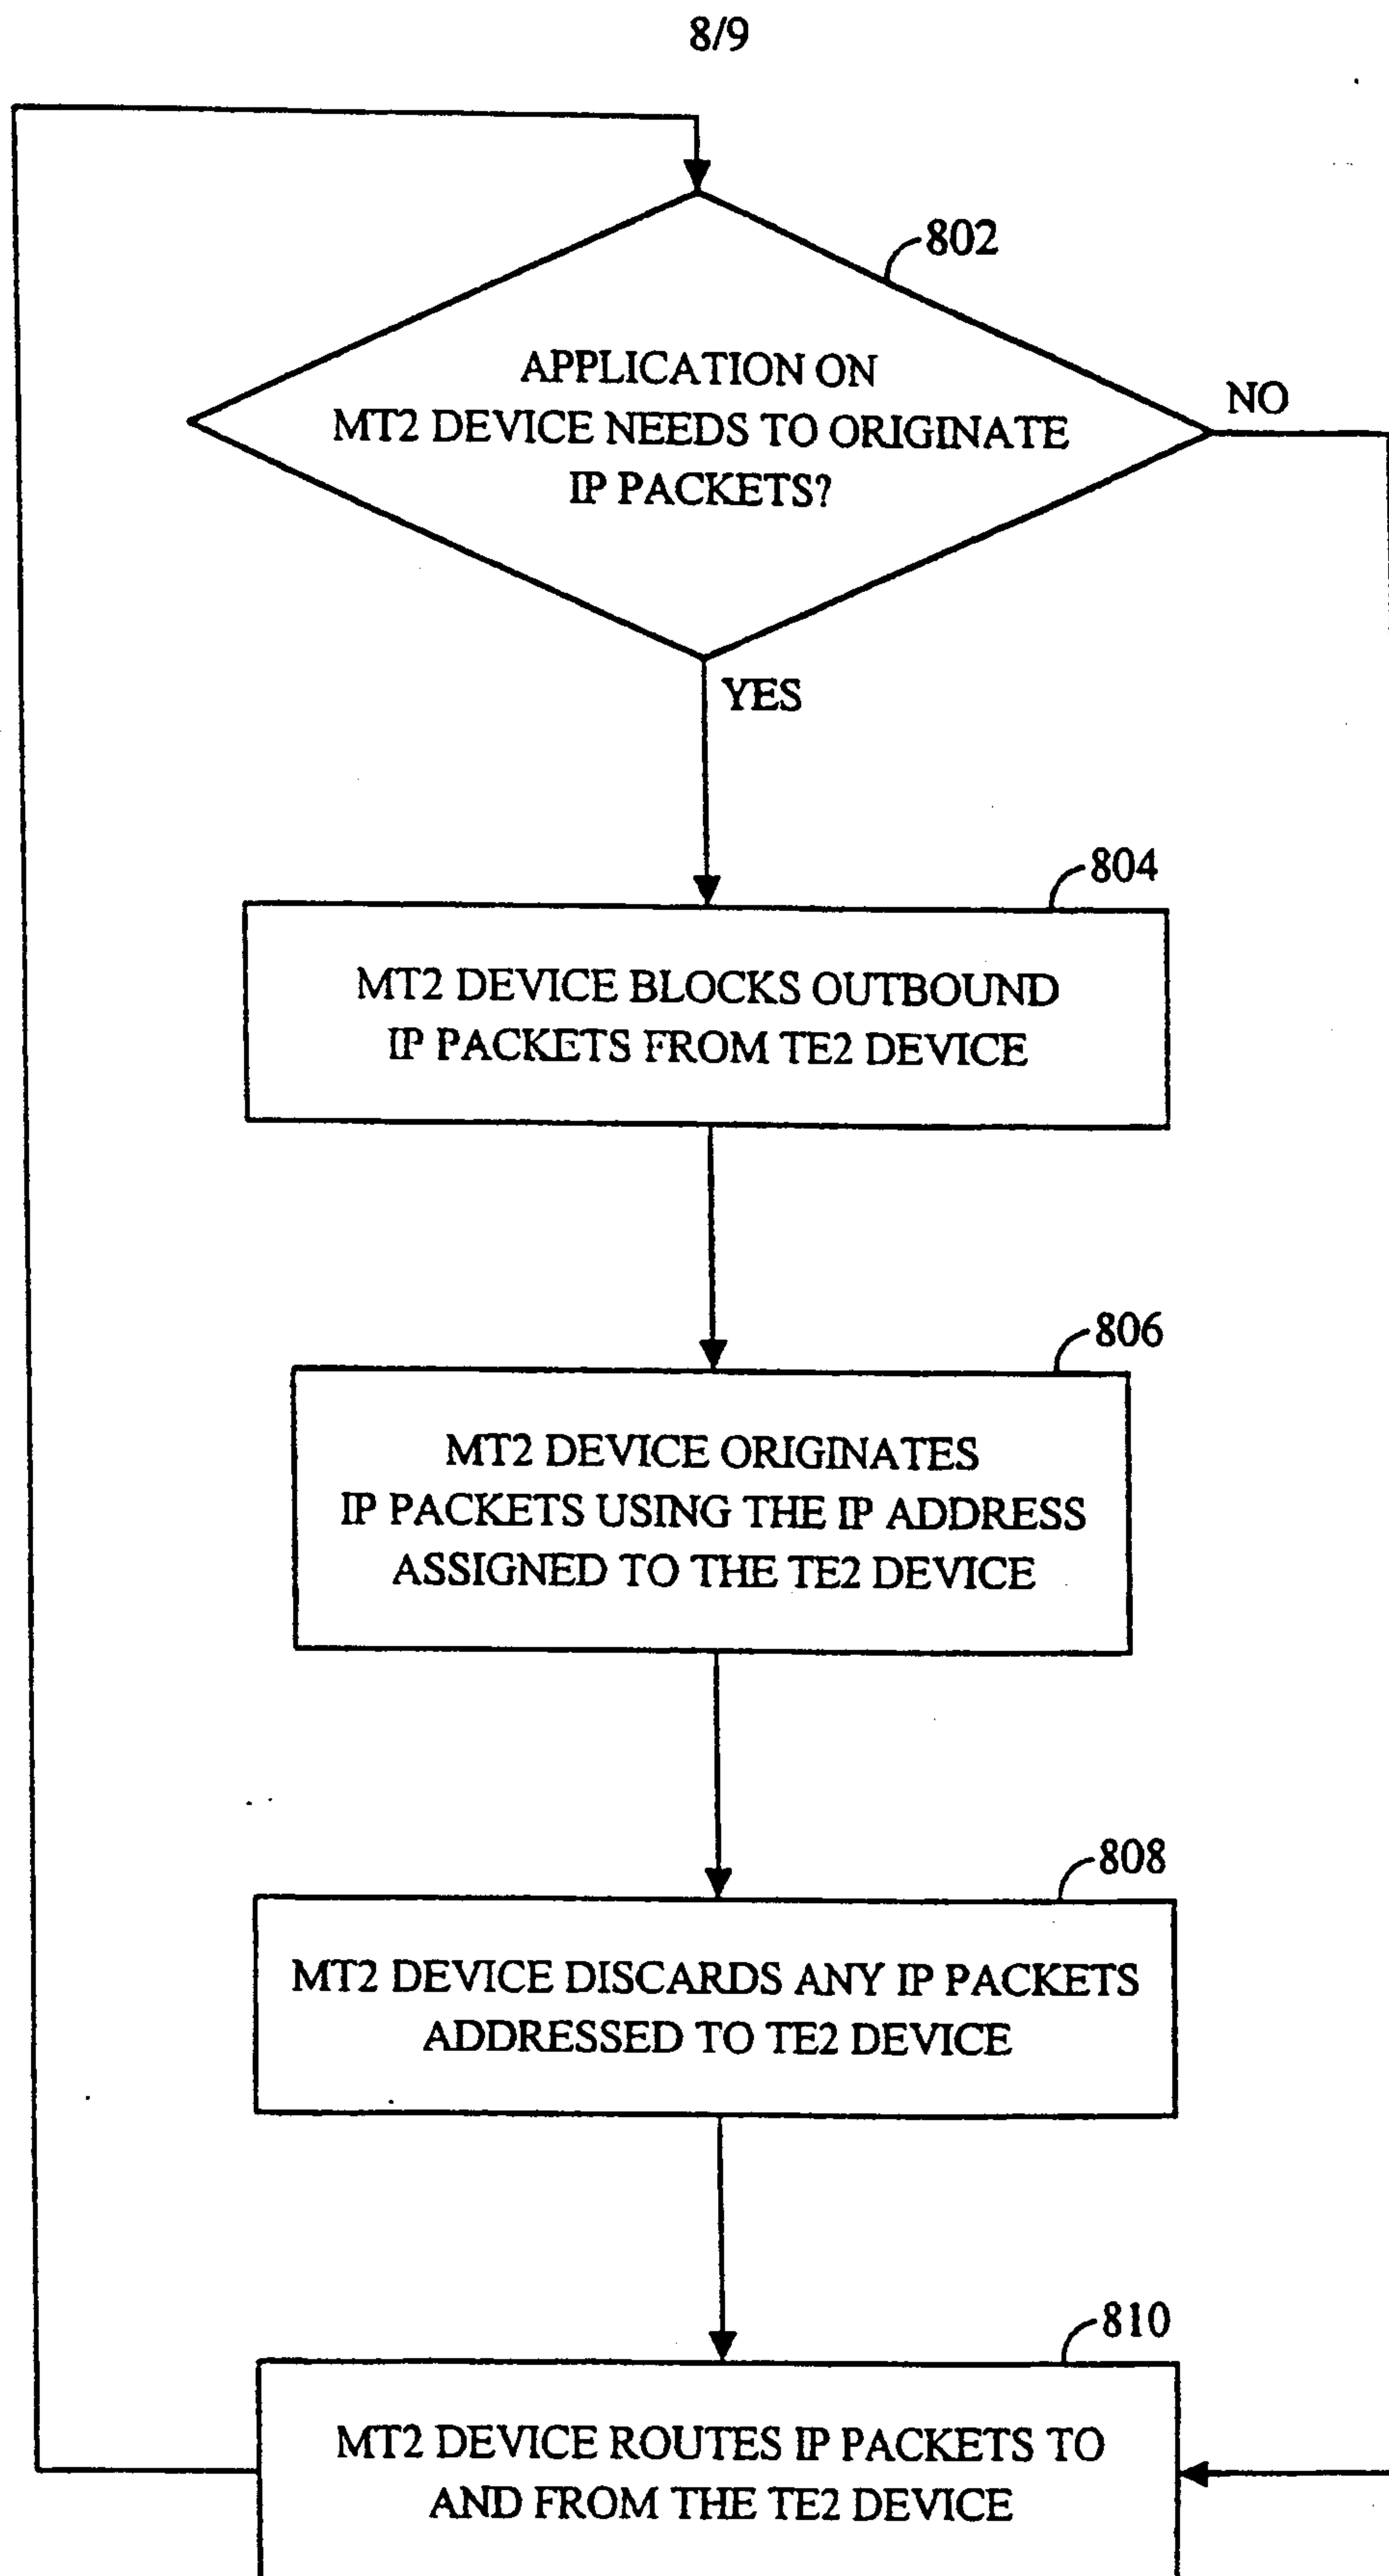 8/9
802
APPLICATION ON
MT2 DEVICE NEEDS TO ORIGINATE
IP PACKETS?
NO
YES
804
MT2 DEVICE BLOCKS OUTBOUND
IP PACKETS FROM TE2 DEVICE
806
MT2 DEVICE ORIGINATES
IP PACKETS USING THE IP ADDRESS
ASSIGNED TO THE TE2 DEVICE
808
MT2 DEVICE DISCARDS ANY IP PACKETS
ADDRESSED TO TE2 DEVICE
810
MT2 DEVICE ROUTES IP PACKETS TO
AND FROM THE TE2 DEVICE